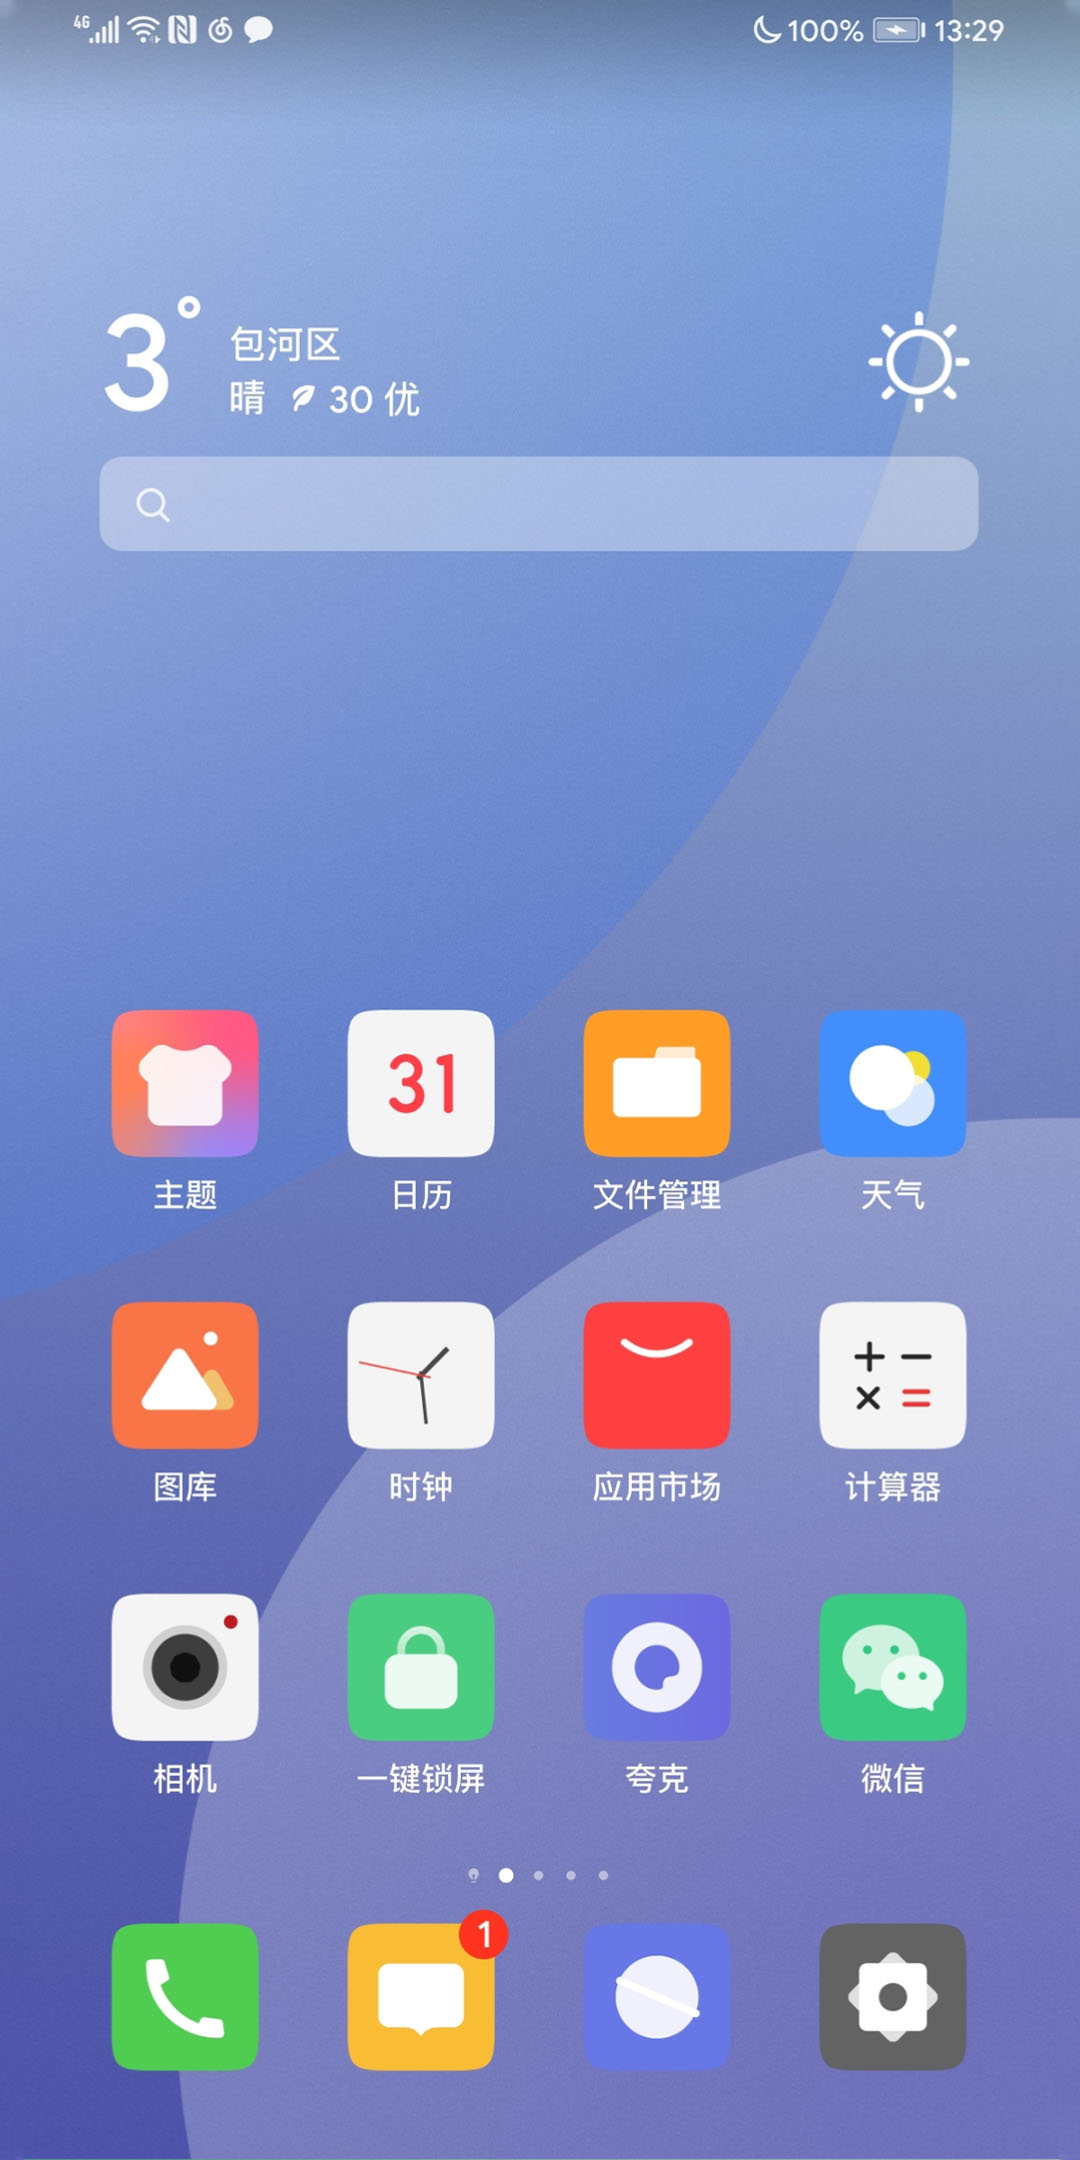 4G 100% 13:29
3°
包河区
晴 30 优
31
主题 日历 文件管理 天气
图库 时钟 应用市场 计算器
相机 一键锁屏 夸克 微信
1